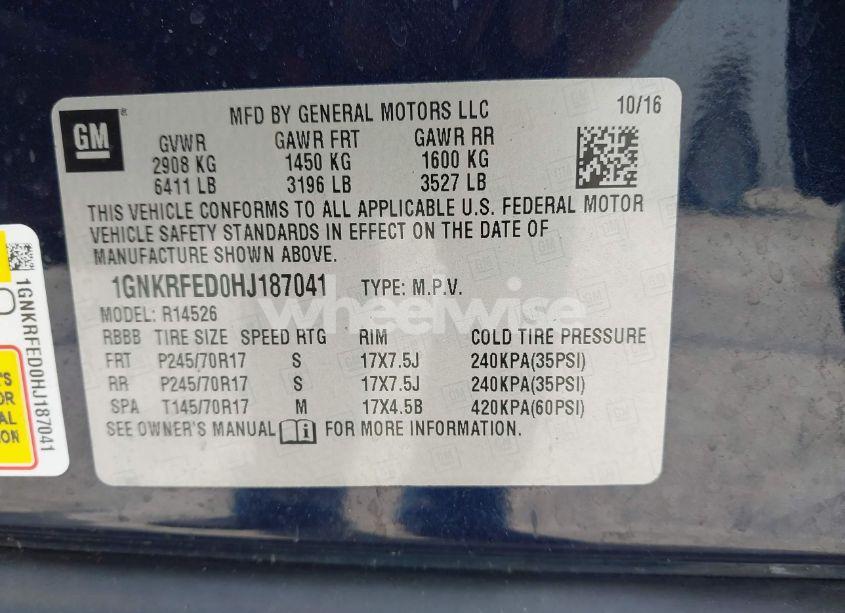 GM
MFD BY GENERAL MOTORS LLC 10/16
GVWR GAWR FRT GAWR RR
2908 KG 1450 KG 1600 KG
6411 LB 3196 LB 3527 LB
THIS VEHICLE CONFORMS TO ALL APPLICABLE U.S. FEDERAL MOTOR
VEHICLE SAFETY STANDARDS IN EFFECT ON THE DATE OF
MANUFACTURE SHOWN ABOVE.
1GNKRFED0HJ187041 TYPE: M.P.V.
MODEL: R14526
RBBB TIRE SIZE SPEED RTG RIM COLD TIRE PRESSURE
FRT P245/70R17 S 17X7.5J 240KPA(35PSI)
RR P245/70R17 S 17X7.5J 240KPA(35PSI)
SPA T145/70R17 M 17X4.5B 420KPA(60PSI)
SEE OWNER'S MANUAL FOR MORE INFORMATION.
1GNKRFED0HJ187041
wheelwise